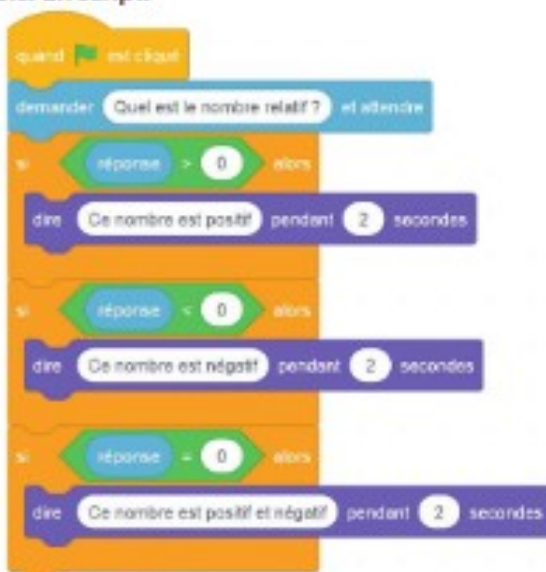 quand est cliqué
demander Quel est le nombre relatif ? et attendre
si réponse > 0 alors
dire Ce nombre est positif pendant 2 secondes
si réponse < 0 alors
dire Ce nombre est négatif pendant 2 secondes
si réponse = 0 alors
dire Ce nombre est positif et négatif pendant 2 secondes